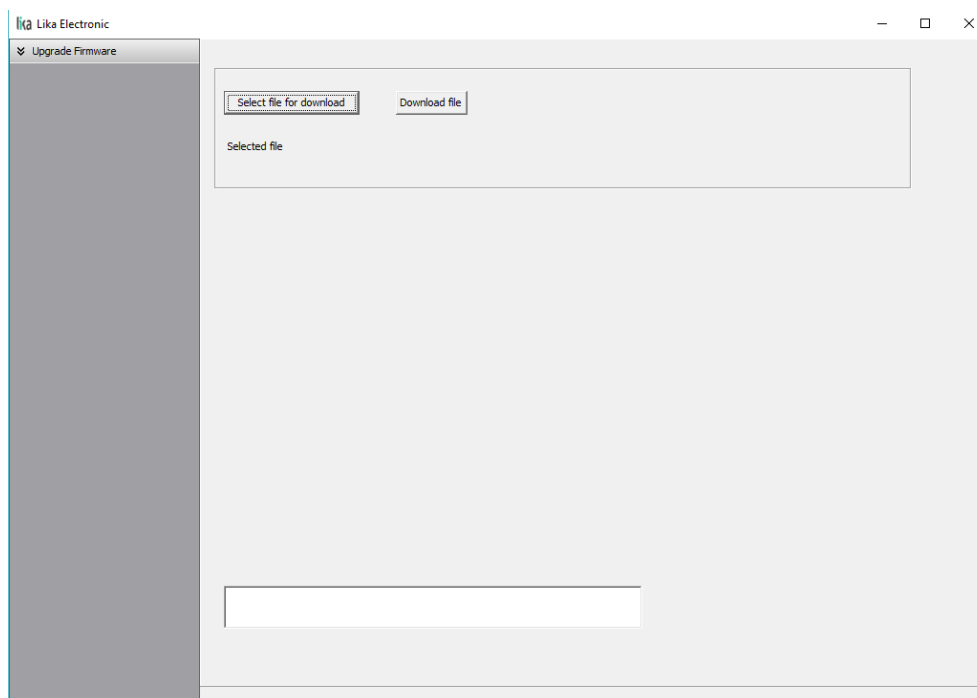 lika Lika Electronic
Upgrade Firmware
Select file for download
Download file
Selected file